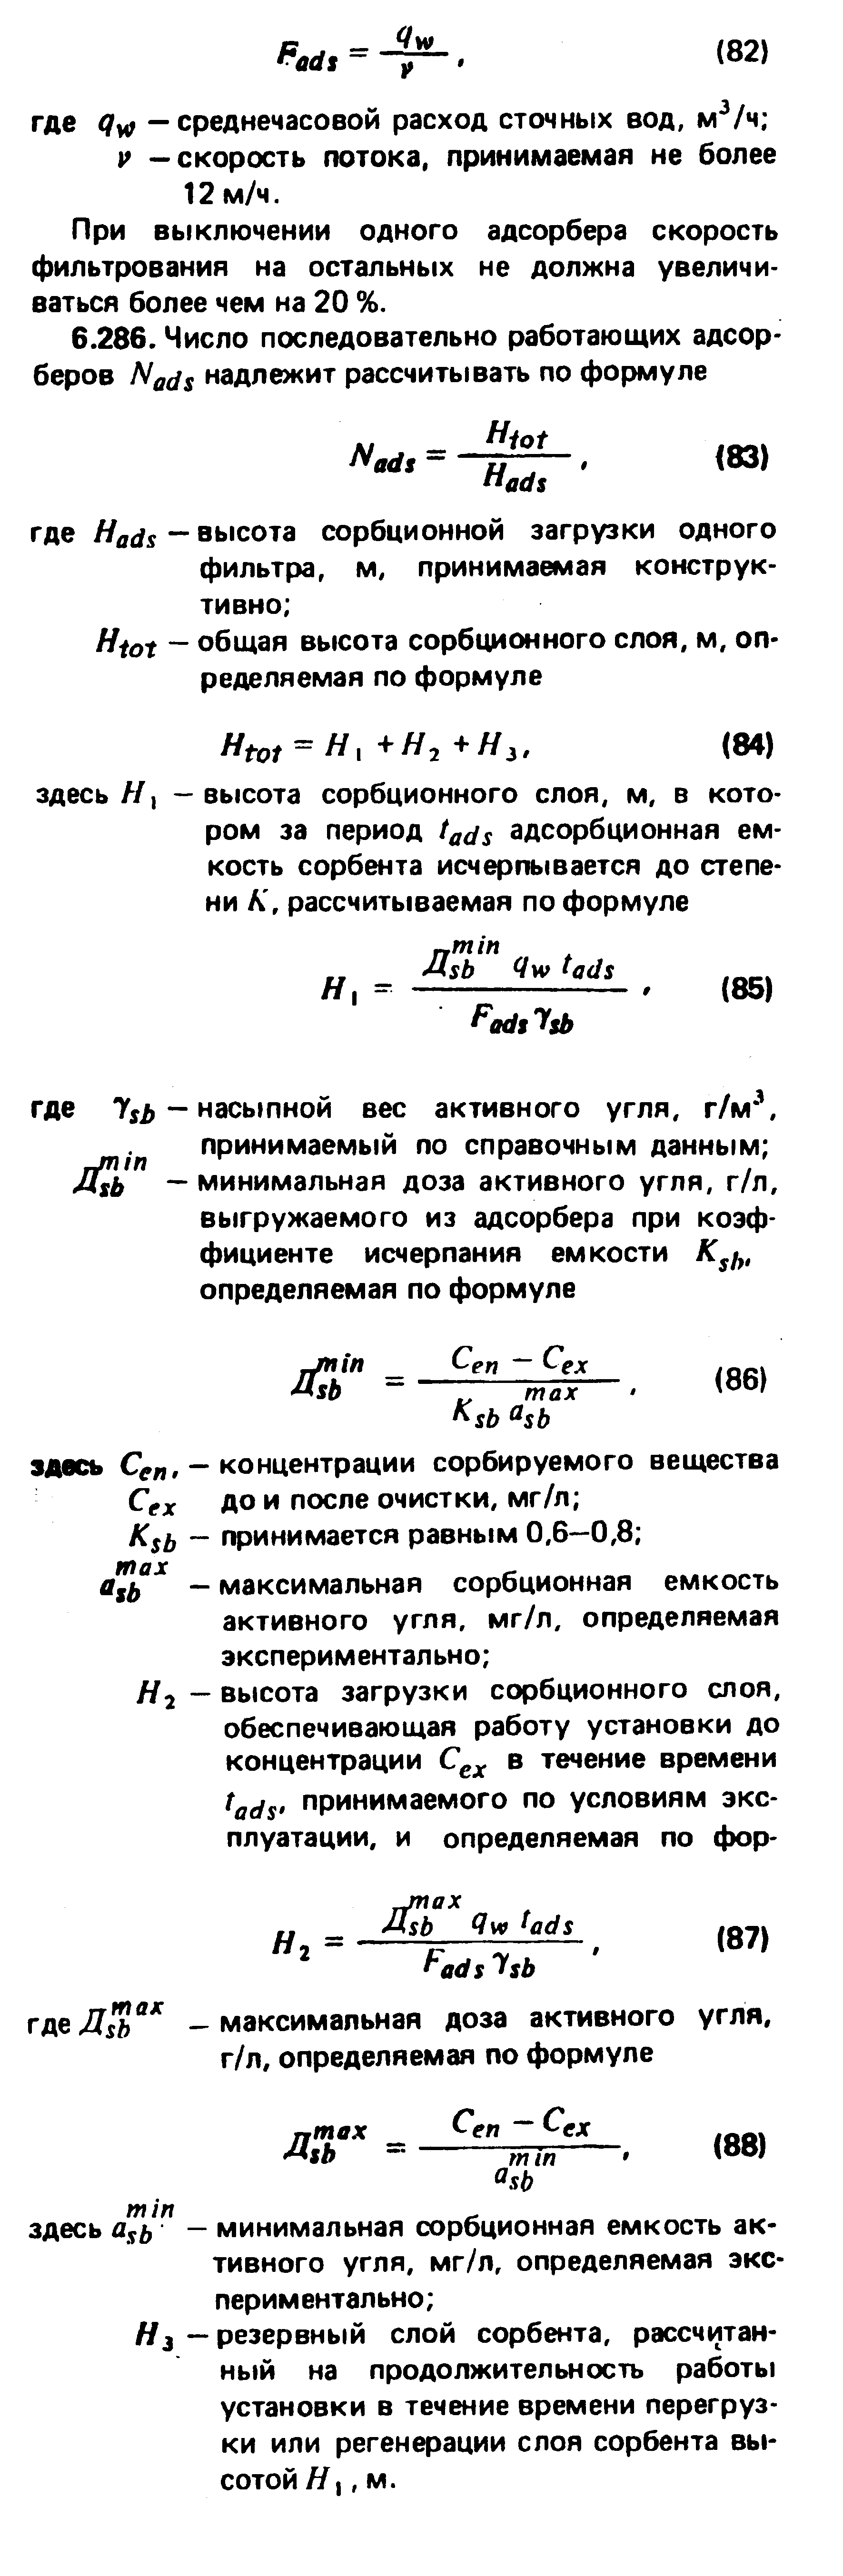 F_ads = q_w / ν , (82)
где q_w — среднечасовой расход сточных вод, м³/ч;
ν — скорость потока, принимаемая не более
12 м/ч.
При выключении одного адсорбера скорость
фильтрования на остальных не должна увеличи-
ваться более чем на 20 %.
6.286. Число последовательно работающих адсор-
беров N_ads надлежит рассчитывать по формуле
N_ads = H_tot / H_ads , (83)
где H_ads — высота сорбционной загрузки одного
фильтра, м, принимаемая конструк-
тивно;
H_tot — общая высота сорбционного слоя, м, оп-
ределяемая по формуле
H_tot = H_1 + H_2 + H_3, (84)
здесь H_1 — высота сорбционного слоя, м, в кото-
ром за период t_ads адсорбционная ем-
кость сорбента исчерпывается до степе-
ни K, рассчитываемая по формуле
H_1 = Д_sb^min q_w t_ads / F_ads γ_sb , (85)
где γ_sb — насыпной вес активного угля, г/м³,
принимаемый по справочным данным;
Д_sb^min — минимальная доза активного угля, г/л,
выгружаемого из адсорбера при коэф-
фициенте исчерпания емкости K_sb,
определяемая по формуле
Д_sb^min = C_en — C_ex / K_sb a_sb^max , (86)
здесь C_en, — концентрации сорбируемого вещества
C_ex до и после очистки, мг/л;
K_sb — принимается равным 0,6—0,8;
a_sb^max — максимальная сорбционная емкость
активного угля, мг/л, определяемая
экспериментально;
H_2 — высота загрузки сорбционного слоя,
обеспечивающая работу установки до
концентрации C_ex в течение времени
t_ads, принимаемого по условиям экс-
плуатации, и определяемая по фор-
H_2 = Д_sb^max q_w t_ads / F_ads γ_sb , (87)
где Д_sb^max — максимальная доза активного угля,
г/л, определяемая по формуле
Д_sb^max = C_en — C_ex / a_sb^min , (88)
здесь a_sb^min — минимальная сорбционная емкость ак-
тивного угля, мг/л, определяемая экс-
периментально;
H_3 — резервный слой сорбента, рассчитан-
ный на продолжительность работы
установки в течение времени перегруз-
ки или регенерации слоя сорбента вы-
сотой H_1, м.